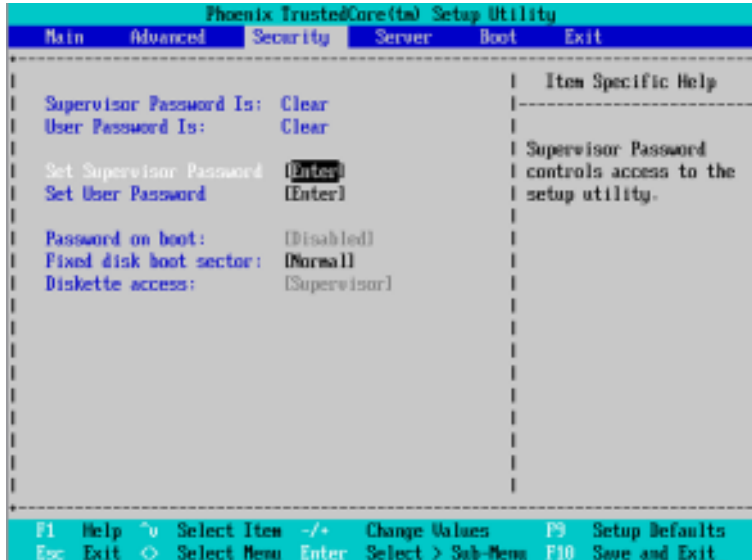 Phoenix TrustedCore(tm) Setup Utility
Main Advanced Security Server Boot Exit
Item Specific Help
Supervisor Password Is: Clear
User Password Is: Clear
Supervisor Password
Set Supervisor Password [Enter] controls access to the
Set User Password [Enter] setup utility.
Password on boot: [Disabled]
Fixed disk boot sector: [Normal]
Diskette access: [Supervisor]
F1 Help ^v Select Item -/+ Change Values F9 Setup Defaults
Esc Exit <> Select Menu Enter Select > Sub-Menu F10 Save and Exit